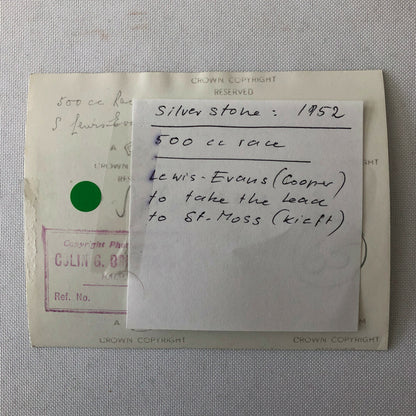 CROWN COPYRIGHT
RESERVED
500 cc
Silverstone: 1952
500 cc race
Lewis-Evans (Cooper)
to take the lead
to St-Moss (Kieft)
CROWN
Copyright
COLIN G.
Ref. No.
A
CROWN COPYRIGHT
CROWN COPYRIGHT